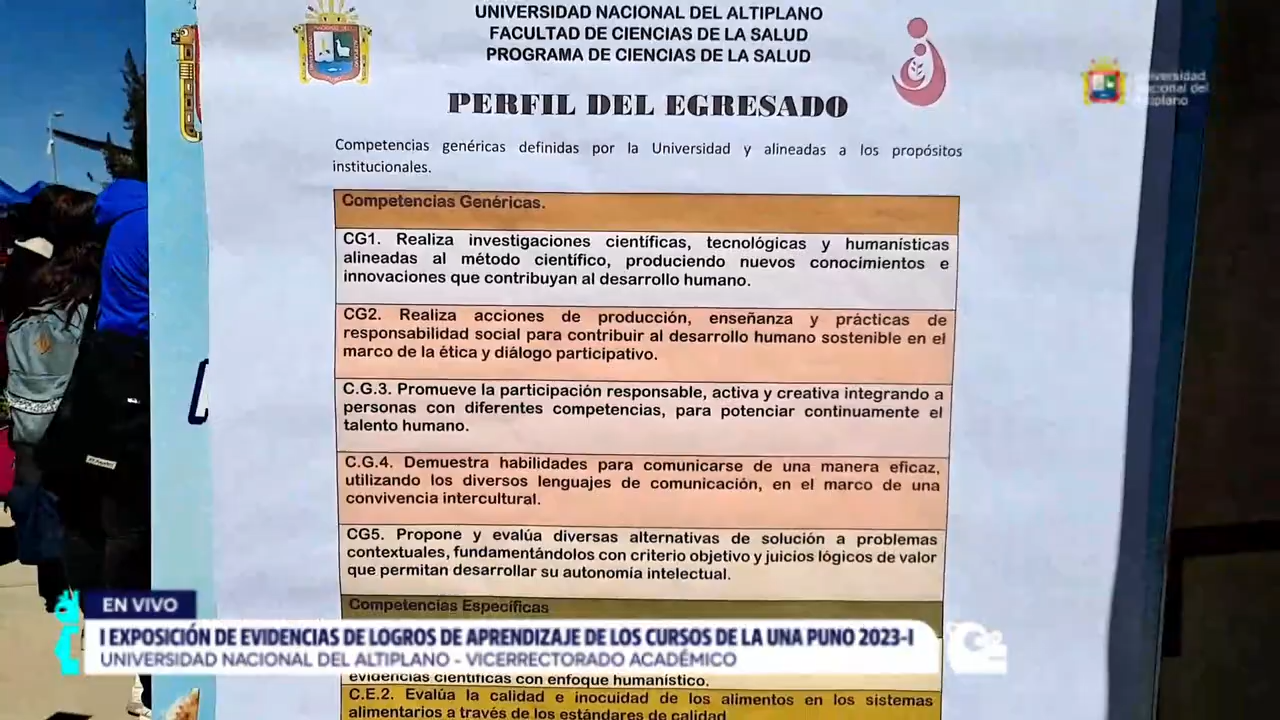 UNIVERSIDAD NACIONAL DEL ALTIPLANO
FACULTAD DE CIENCIAS DE LA SALUD
PROGRAMA DE CIENCIAS DE LA SALUD
PERFIL DEL EGRESADO
Competencias genéricas definidas por la Universidad y alineadas a los propósitos
institucionales.
Competencias Genéricas.
CG1. Realiza investigaciones científicas, tecnológicas y humanísticas
alineadas al método científico, produciendo nuevos conocimientos e
innovaciones que contribuyan al desarrollo humano.
CG2. Realiza acciones de producción, enseñanza y prácticas de
responsabilidad social para contribuir al desarrollo humano sostenible en el
marco de la ética y diálogo participativo.
C.G.3. Promueve la participación responsable, activa y creativa integrando a
personas con diferentes competencias, para potenciar continuamente el
talento humano.
C.G.4. Demuestra habilidades para comunicarse de una manera eficaz,
utilizando los diversos lenguajes de comunicación, en el marco de una
convivencia intercultural.
CG5. Propone y evalúa diversas alternativas de solución a problemas
contextuales, fundamentándolos con criterio objetivo y juicios lógicos de valor
que permitan desarrollar su autonomía intelectual.
Competencias Específicas
evidencias científicas con enfoque humanístico.
C.E.2. Evalúa la calidad e inocuidad de los alimentos en los sistemas
alimentarios a través de los estándares de calidad
universidad
nacional del
altiplano
EN VIVO
I EXPOSICIÓN DE EVIDENCIAS DE LOGROS DE APRENDIZAJE DE LOS CURSOS DE LA UNA PUNO 2023-I
UNIVERSIDAD NACIONAL DEL ALTIPLANO - VICERRECTORADO ACADÉMICO